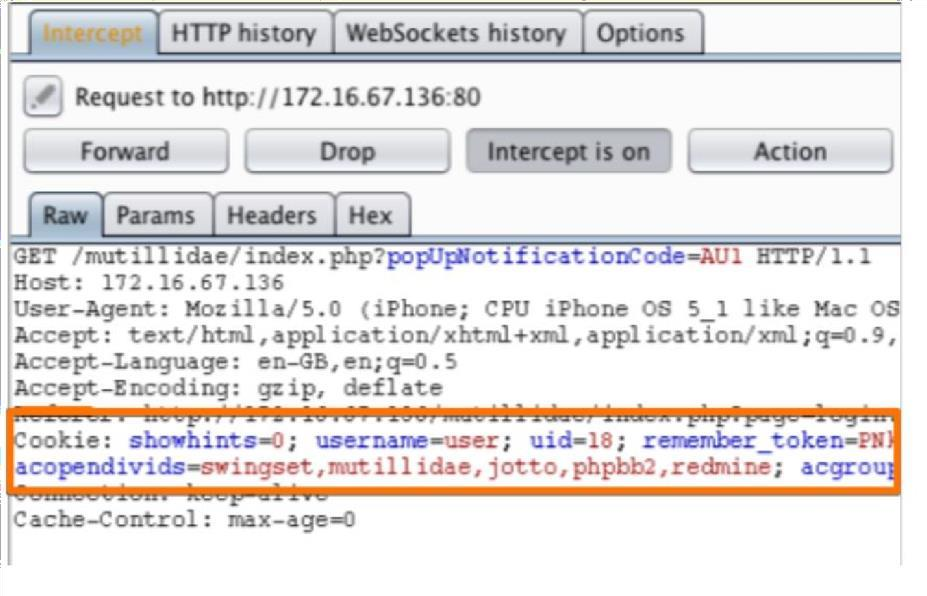 Intercept HTTP history WebSockets history Options
Request to http://172.16.67.136:80
Forward Drop Intercept is on Action
Raw Params Headers Hex
GET /mutillidae/index.php?popUpNotificationCode=AU1 HTTP/1.1
Host: 172.16.67.136
User-Agent: Mozilla/5.0 (iPhone; CPU iPhone OS 5_1 like Mac OS
Accept: text/html,application/xhtml+xml,application/xml;q=0.9,
Accept-Language: en-GB,en;q=0.5
Accept-Encoding: gzip, deflate
Referer: http://172.16.67.136/mutillidae/index.php?page=login.
Cookie: showhints=0; username=user; uid=18; remember_token=PN
acopendivids=swingset,mutillidae,jotto,phpbb2,redmine; acgroup
Connection: keep-alive
Cache-Control: max-age=0